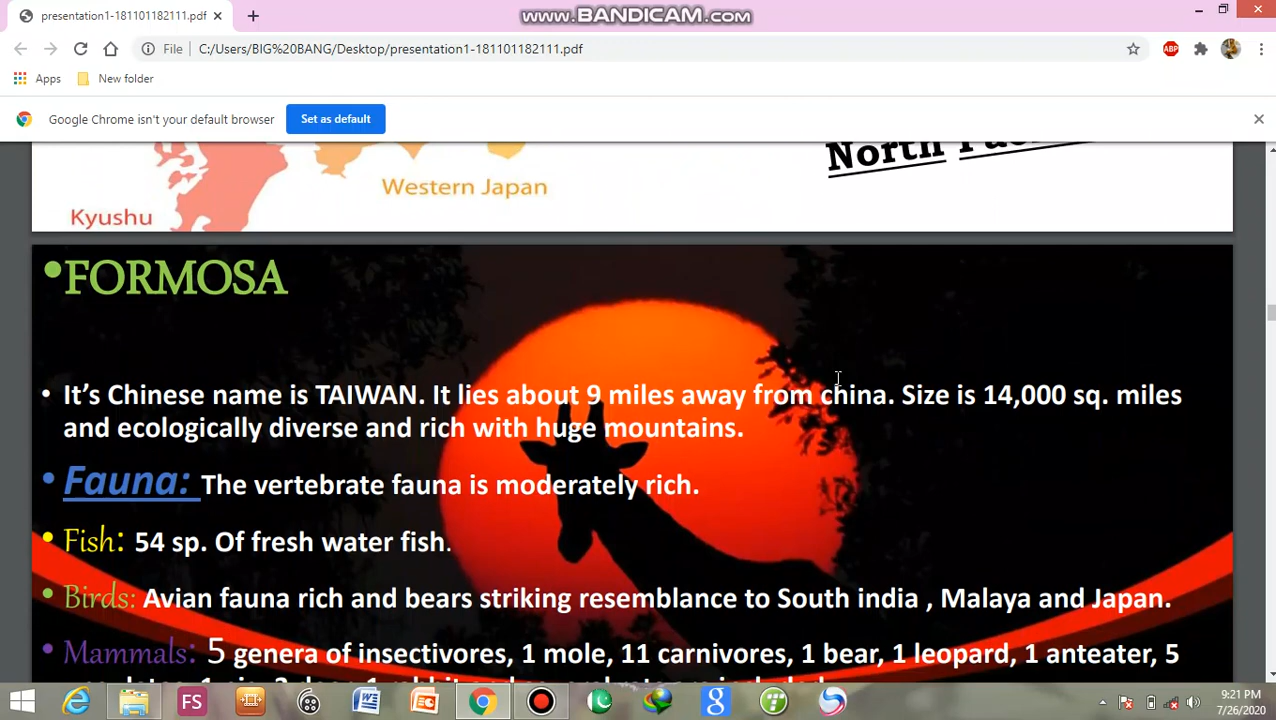 presentation1-181101182111.pdf
www.BANDICAM.com
File C:/Users/BIG%20BANG/Desktop/presentation1-181101182111.pdf
ABP
Apps New folder
Google Chrome isn't your default browser Set as default
North
Western Japan
Kyushu
•FORMOSA
• It's Chinese name is TAIWAN. It lies about 9 miles away from china. Size is 14,000 sq. miles
and ecologically diverse and rich with huge mountains.
• Fauna: The vertebrate fauna is moderately rich.
• Fish: 54 sp. Of fresh water fish.
• Birds: Avian fauna rich and bears striking resemblance to South india , Malaya and Japan.
• Mammals: 5 genera of insectivores, 1 mole, 11 carnivores, 1 bear, 1 leopard, 1 anteater, 5
FS
9:21 PM
7/26/2020